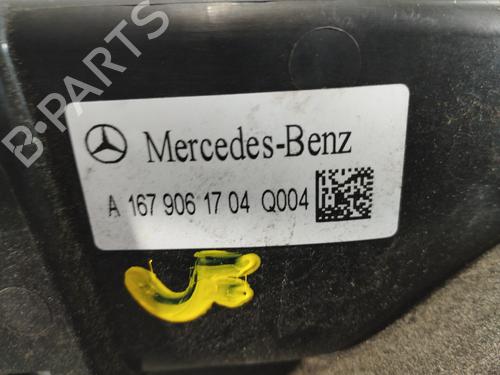 B-PARTS
Mercedes-Benz
A 167 906 17 04 Q004